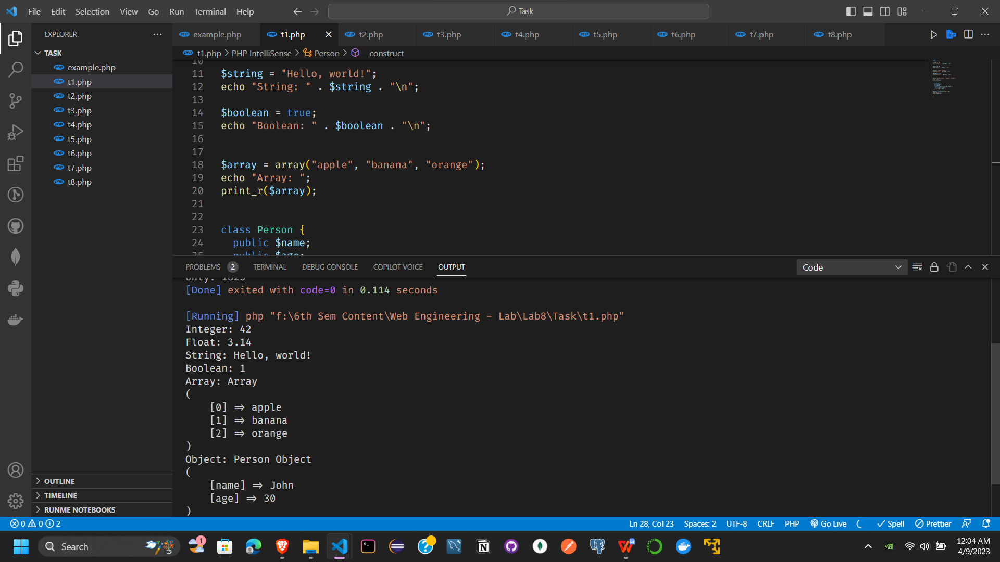 File Edit Selection View Go Run Terminal Help
Task
EXPLORER
example.php
t1.php
t2.php
t3.php
t4.php
t5.php
t6.php
t7.php
t8.php
TASK
example.php
t1.php
t2.php
t3.php
t4.php
t5.php
t6.php
t7.php
t8.php
OUTLINE
TIMELINE
RUNME NOTEBOOKS
t1.php > PHP IntelliSense > Person > __construct
10
11 $string = "Hello, world!";
12 echo "String: " . $string . "\n";
13
14 $boolean = true;
15 echo "Boolean: " . $boolean . "\n";
16
17
18 $array = array("apple", "banana", "orange");
19 echo "Array: ";
20 print_r($array);
21
22
23 class Person {
24 public $name;
25 public $age;
PROBLEMS 2 TERMINAL DEBUG CONSOLE COPILOT VOICE OUTPUT
Code
only: 1825
[Done] exited with code=0 in 0.114 seconds
[Running] php "f:\6th Sem Content\Web Engineering - Lab\Lab8\Task\t1.php"
Integer: 42
Float: 3.14
String: Hello, world!
Boolean: 1
Array: Array
(
[0] => apple
[1] => banana
[2] => orange
)
Object: Person Object
(
[name] => John
[age] => 30
)
0 0 2
Ln 28, Col 23 Spaces: 2 UTF-8 CRLF PHP Go Live Spell Prettier
Search
1
12:04 AM
4/9/2023